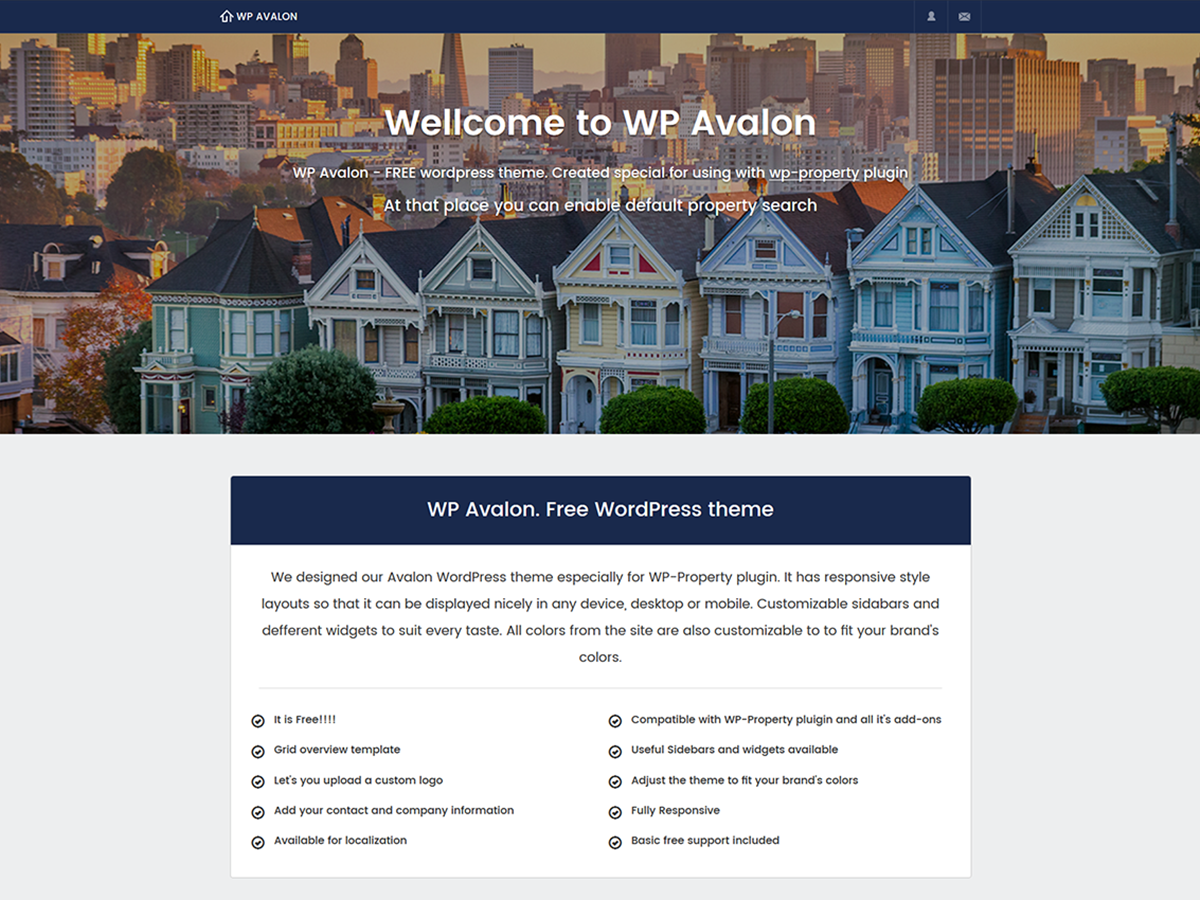 WP AVALON
Wellcome to WP Avalon
WP Avalon - FREE wordpress theme. Created special for using with wp-property plugin
At that place you can enable default property search
WP Avalon. Free WordPress theme
We designed our Avalon WordPress theme especially for WP-Property plugin. It has responsive style
layouts so that it can be displayed nicely in any device, desktop or mobile. Customizable sidabars and
defferent widgets to suit every taste. All colors from the site are also customizable to to fit your brand's
colors.
It is Free!!!!
Grid overview template
Let's you upload a custom logo
Add your contact and company information
Available for localization
Compatible with WP-Property pluigin and all it's add-ons
Useful Sidebars and widgets available
Adjust the theme to fit your brand's colors
Fully Responsive
Basic free support included